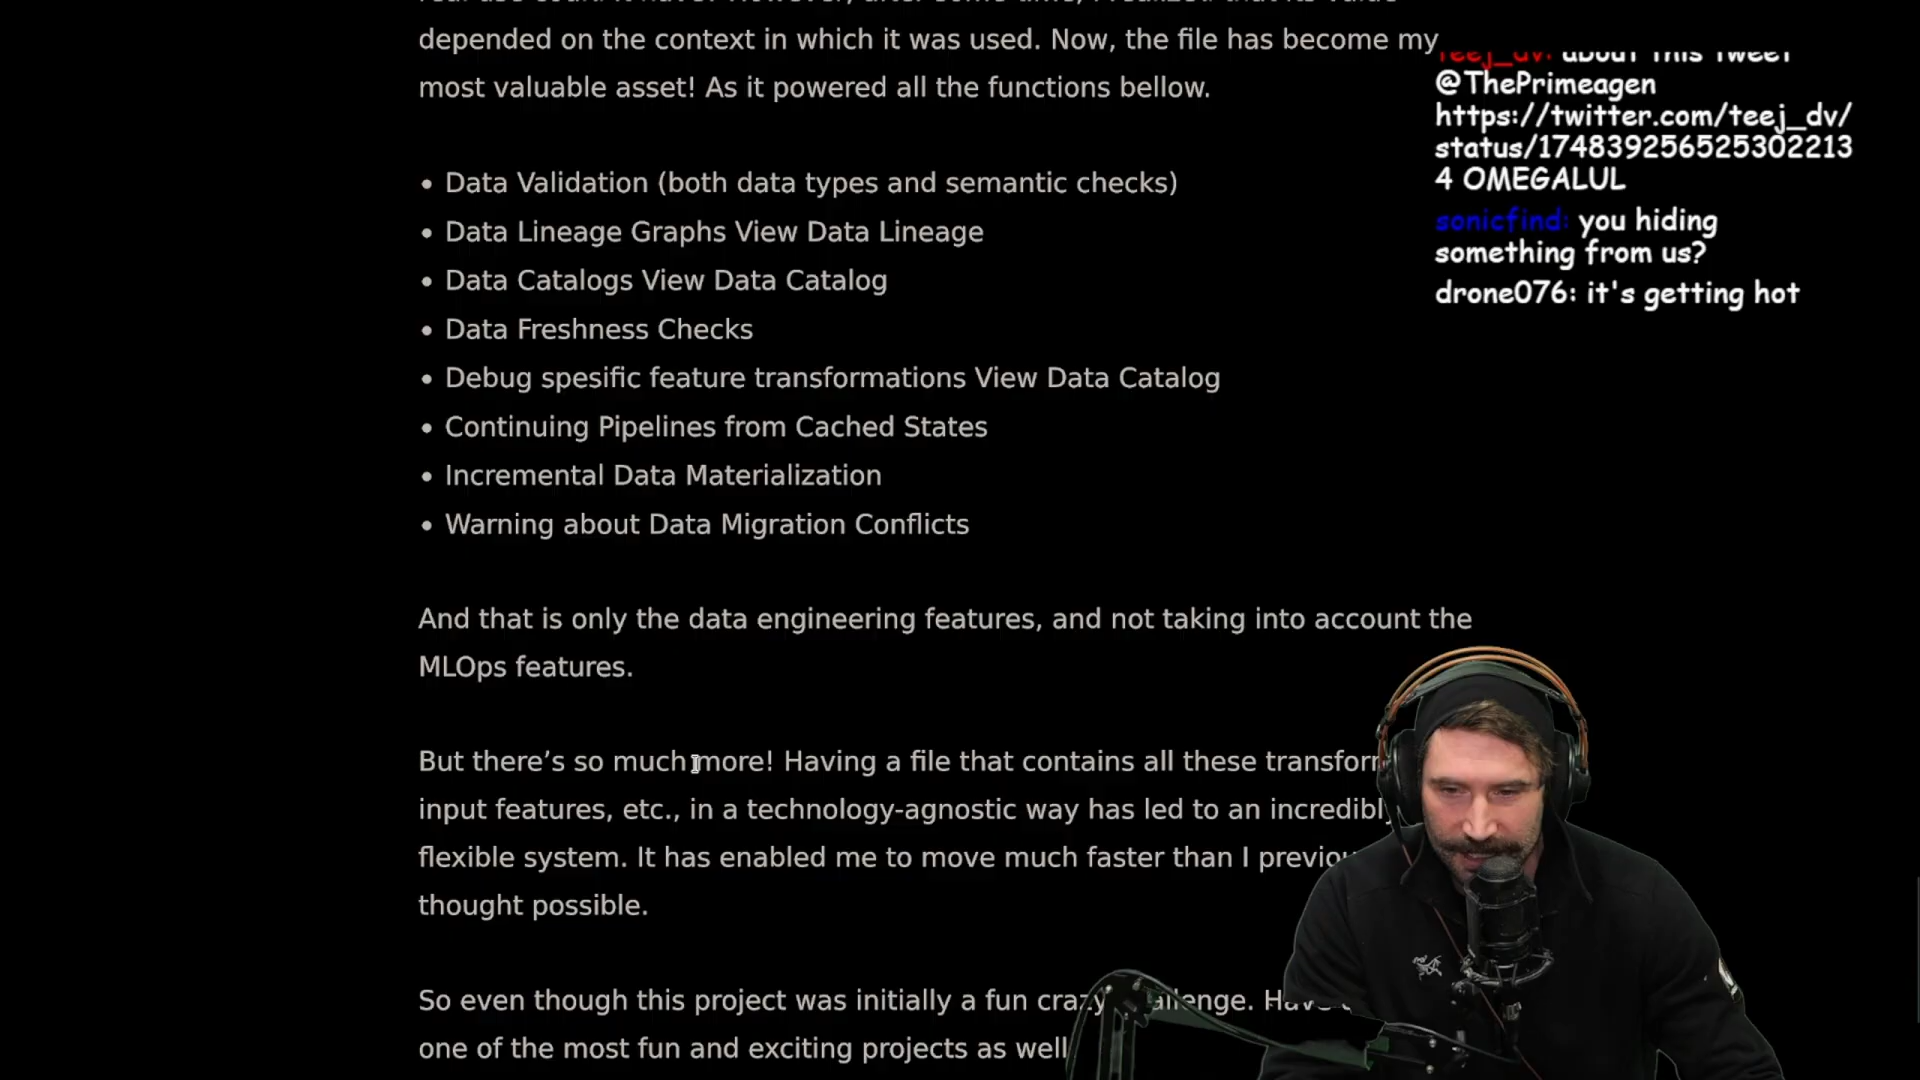 depended on the context in which it was used. Now, the file has become my
most valuable asset! As it powered all the functions bellow.
• Data Validation (both data types and semantic checks)
• Data Lineage Graphs View Data Lineage
• Data Catalogs View Data Catalog
• Data Freshness Checks
• Debug spesific feature transformations View Data Catalog
• Continuing Pipelines from Cached States
• Incremental Data Materialization
• Warning about Data Migration Conflicts
And that is only the data engineering features, and not taking into account the
MLOps features.
But there’s so much more! Having a file that contains all these
input features, etc., in a technology-agnostic way has led to an
flexible system. It has enabled me to move much faster than I
thought possible.
So even though this project was initially a fun crazy
one of the most fun and exciting projects as well
teej_dv: about this tweet
@ThePrimeagen
https://twitter.com/teej_dv/
status/174839256525302213
4 OMEGALUL
sonicfind: you hiding
something from us?
drone076: it's getting hot